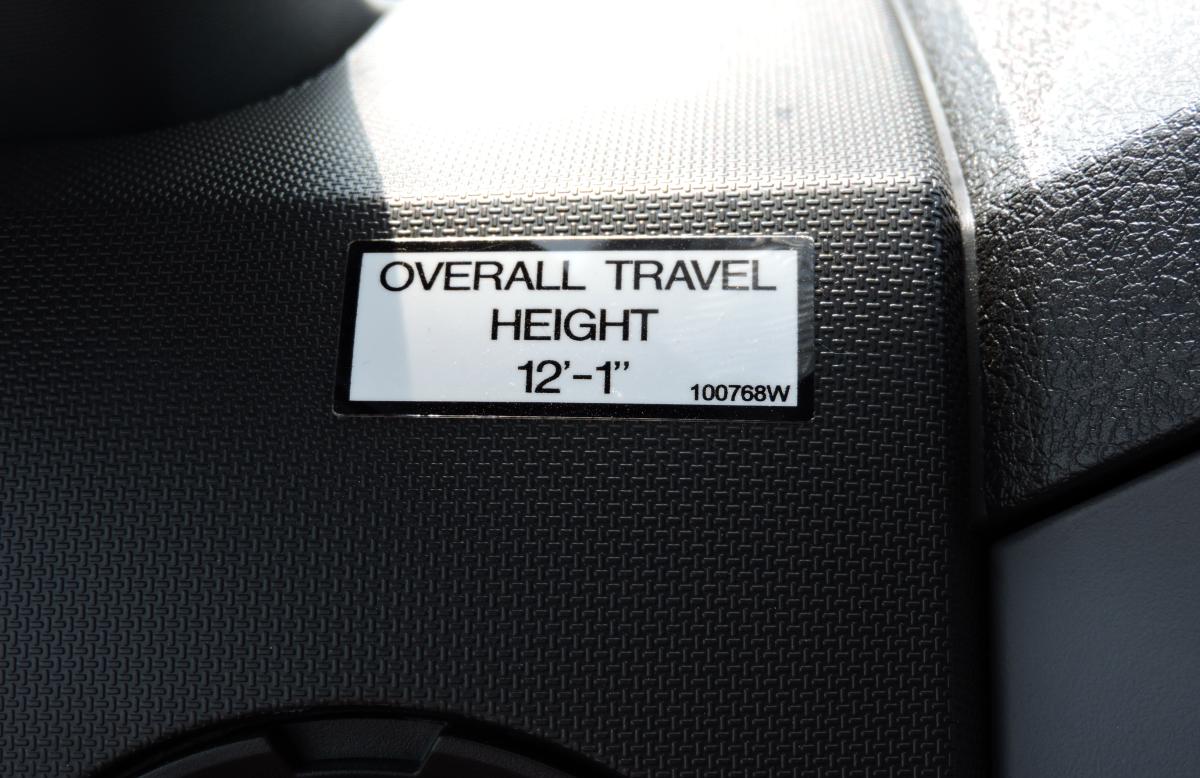 OVERALL TRAVEL
HEIGHT
12'-1"
100768W